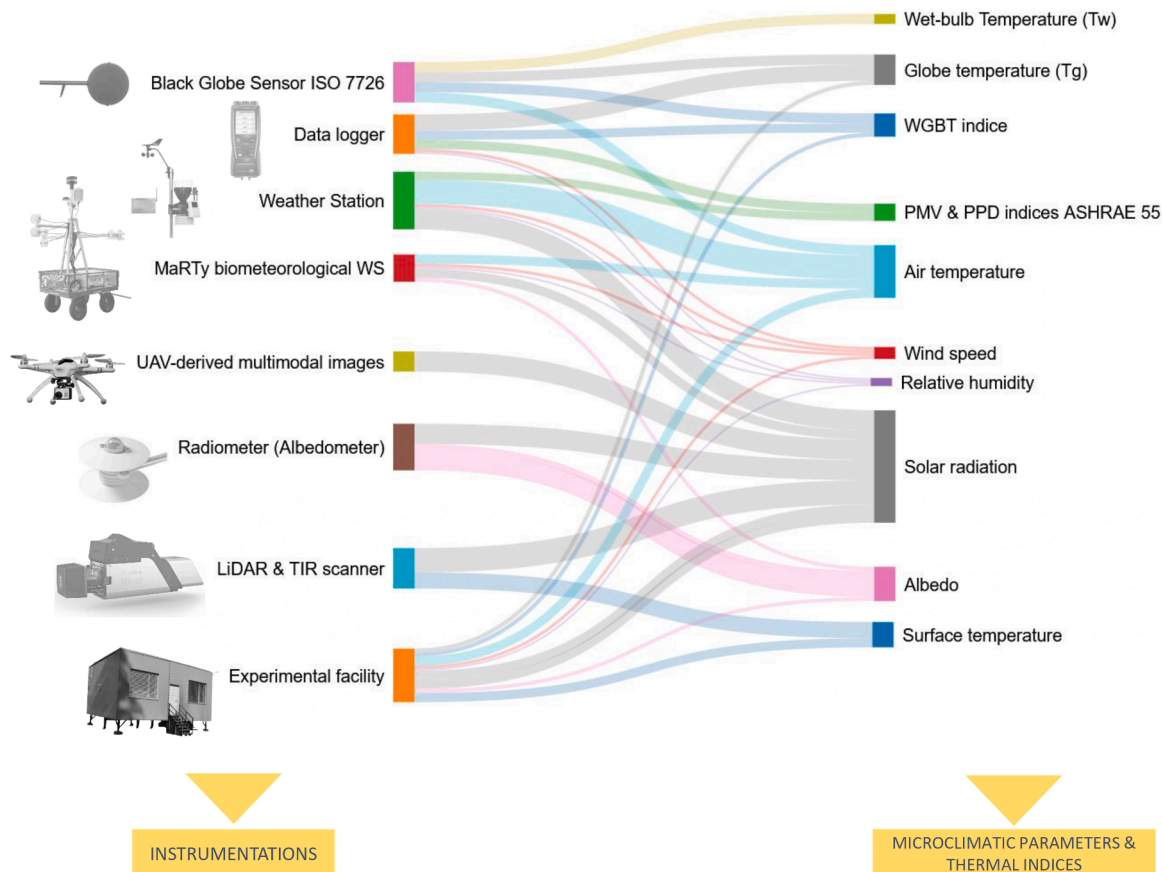 Black Globe Sensor ISO 7726
Data logger
Weather Station
MaRTy biometeorological WS
UAV-derived multimodal images
Radiometer (Albedometer)
LiDAR & TIR scanner
Experimental facility
Wet-bulb Temperature (Tw)
Globe temperature (Tg)
WGBT indice
PMV & PPD indices ASHRAE 55
Air temperature
Wind speed
Relative humidity
Solar radiation
Albedo
Surface temperature
INSTRUMENTATIONS
MICROCLIMATIC PARAMETERS &
THERMAL INDICES